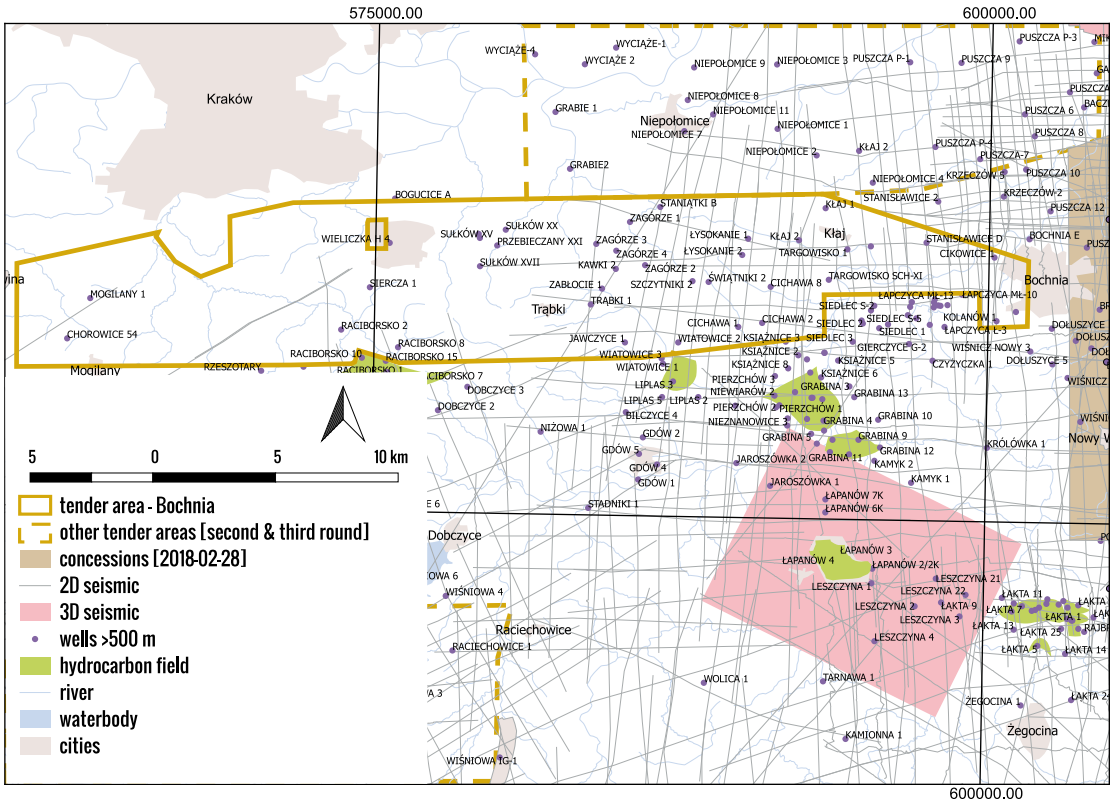 575000.00
600000.00
WYCIĄŻE-1
PUSZCZA P-3
WYCIĄŻE-4
WYCIĄŻE 2
NIEPOŁOMICE 9
NIEPOŁOMICE 3
PUSZCZA P-1
PUSZCZA 9
Kraków
PUSZCZA
NIEPOŁOMICE 8
GRABIE 1
NIEPOŁOMICE 11
PUSZCZA 6
Niepołomice
NIEPOŁOMICE 7
NIEPOŁOMICE 1
PUSZCZA 8
PUSZCZA P-4
KŁAJ 2
NIEPOŁOMICE 2
PUSZCZA-7
GRABIE2
KRZECZÓW 8
PUSZCZA 10
NIEPOŁOMICE 4
BOGUCICE A
STANISŁAWICE 2
KRZECZÓW-2
STANIĄTKI B
KŁAJ 1
PUSZCZA 12
ZAGÓRZE 1
SUŁKÓW XX
SUŁKÓW XV
PRZEBIECZANY XXI
WIELICZKA H 4
ZAGÓRZE 3
ŁYSOKANIE 1
KŁAJ 2
Kłaj
STANISŁAWICE D
BOCHNIA E
ZAGÓRZE 4
ŁYSOKANIE 2
TARGOWISKO 1
CIKOWICE 1
SUŁKÓW XVII
KAWKI 2
ZAGÓRZE 2
TARGOWISKO SCH-XI
Bochnia
SIERCZA 1
ZABŁOCIE 1
SZCZYTNIKI 2
ŚWIĄTNIKI 2
CICHAWA 8
MOGILANY 1
TRĄBKI 1
ŁAPCZYCA MŁ-13
ŁAPCZYCA MŁ-10
Trąbki
SIEDLEC S-2
SIEDLEC S-5
KOLANÓW 1
CHOROWICE 54
RACIBORSKO 2
CICHAWA 1
CICHAWA 2
SIEDLEC 2
SIEDLEC 1
ŁAPCZYCA Ł-3
JAWCZYCE 1
WIATOWICE 2
KSIĄŻNICE 3
SIEDLEC 3
RACIBORSKO 8
GIERCZYCE G-2
WIŚNICZ NOWY 3
RACIBORSKO 10
RACIBORSKO 15
WIATOWICE 3
KSIĄŻNICE 2
KSIĄŻNICE 5
CZYŻYCZKA 1
DOŁUSZYCE 5
Mogilany
RZESZOTARY
RACIBORSKO 1
WIATOWICE 1
KSIĄŻNICE 8
KSIĄŻNICE 6
LIPLAS 3
PIERZCHÓW 3
GRABINA 3
DOBCZYCE 3
NIEWIARÓW 2
GRABINA 13
LIPLAS 5
LIPLAS 2
DOBCZYCE 2
BILCZYCE 4
PIERZCHÓW 2
PIERZCHÓW 1
GRABINA 10
NIEZNANOWICE 3
GRABINA 4
NIŻOWA 1
GDÓW 2
GRABINA 5
GRABINA 9
KRÓLÓWKA 1
GDÓW 5
GRABINA 12
JAROSZÓWKA 2
GRABINA 11
KAMYK 2
GDÓW 4
GDÓW 1
JAROSZÓWKA 1
KAMYK 1
5
0
5
10 km
STADNIKI 1
ŁAPANÓW 7K
ŁAPANÓW 6K
tender area - Bochnia
other tender areas [second & third round]
concessions [2018-02-28]
2D seismic
3D seismic
wells >500 m
hydrocarbon field
river
waterbody
cities
Dobczyce
ŁAPANÓW 3
ŁAPANÓW 4
ŁAPANÓW 2/2K
LESZCZYNA 1
LESZCZYNA 21
WIŚNIOWA 4
LESZCZYNA 22
ŁĄKTA 11
LESZCZYNA 2
ŁĄKTA 9
ŁĄKTA 7
ŁĄKTA 1
LESZCZYNA 3
Raciechowice
ŁĄKTA 13
ŁĄKTA 25
LESZCZYNA 4
RACIECHOWICE 1
ŁĄKTA 5
ŁĄKTA 14
WOLICA 1
TARNAWA 1
ŻEGOCINA 1
Żegocina
KAMIONNA 1
WIŚNIOWA IG-1
600000.00